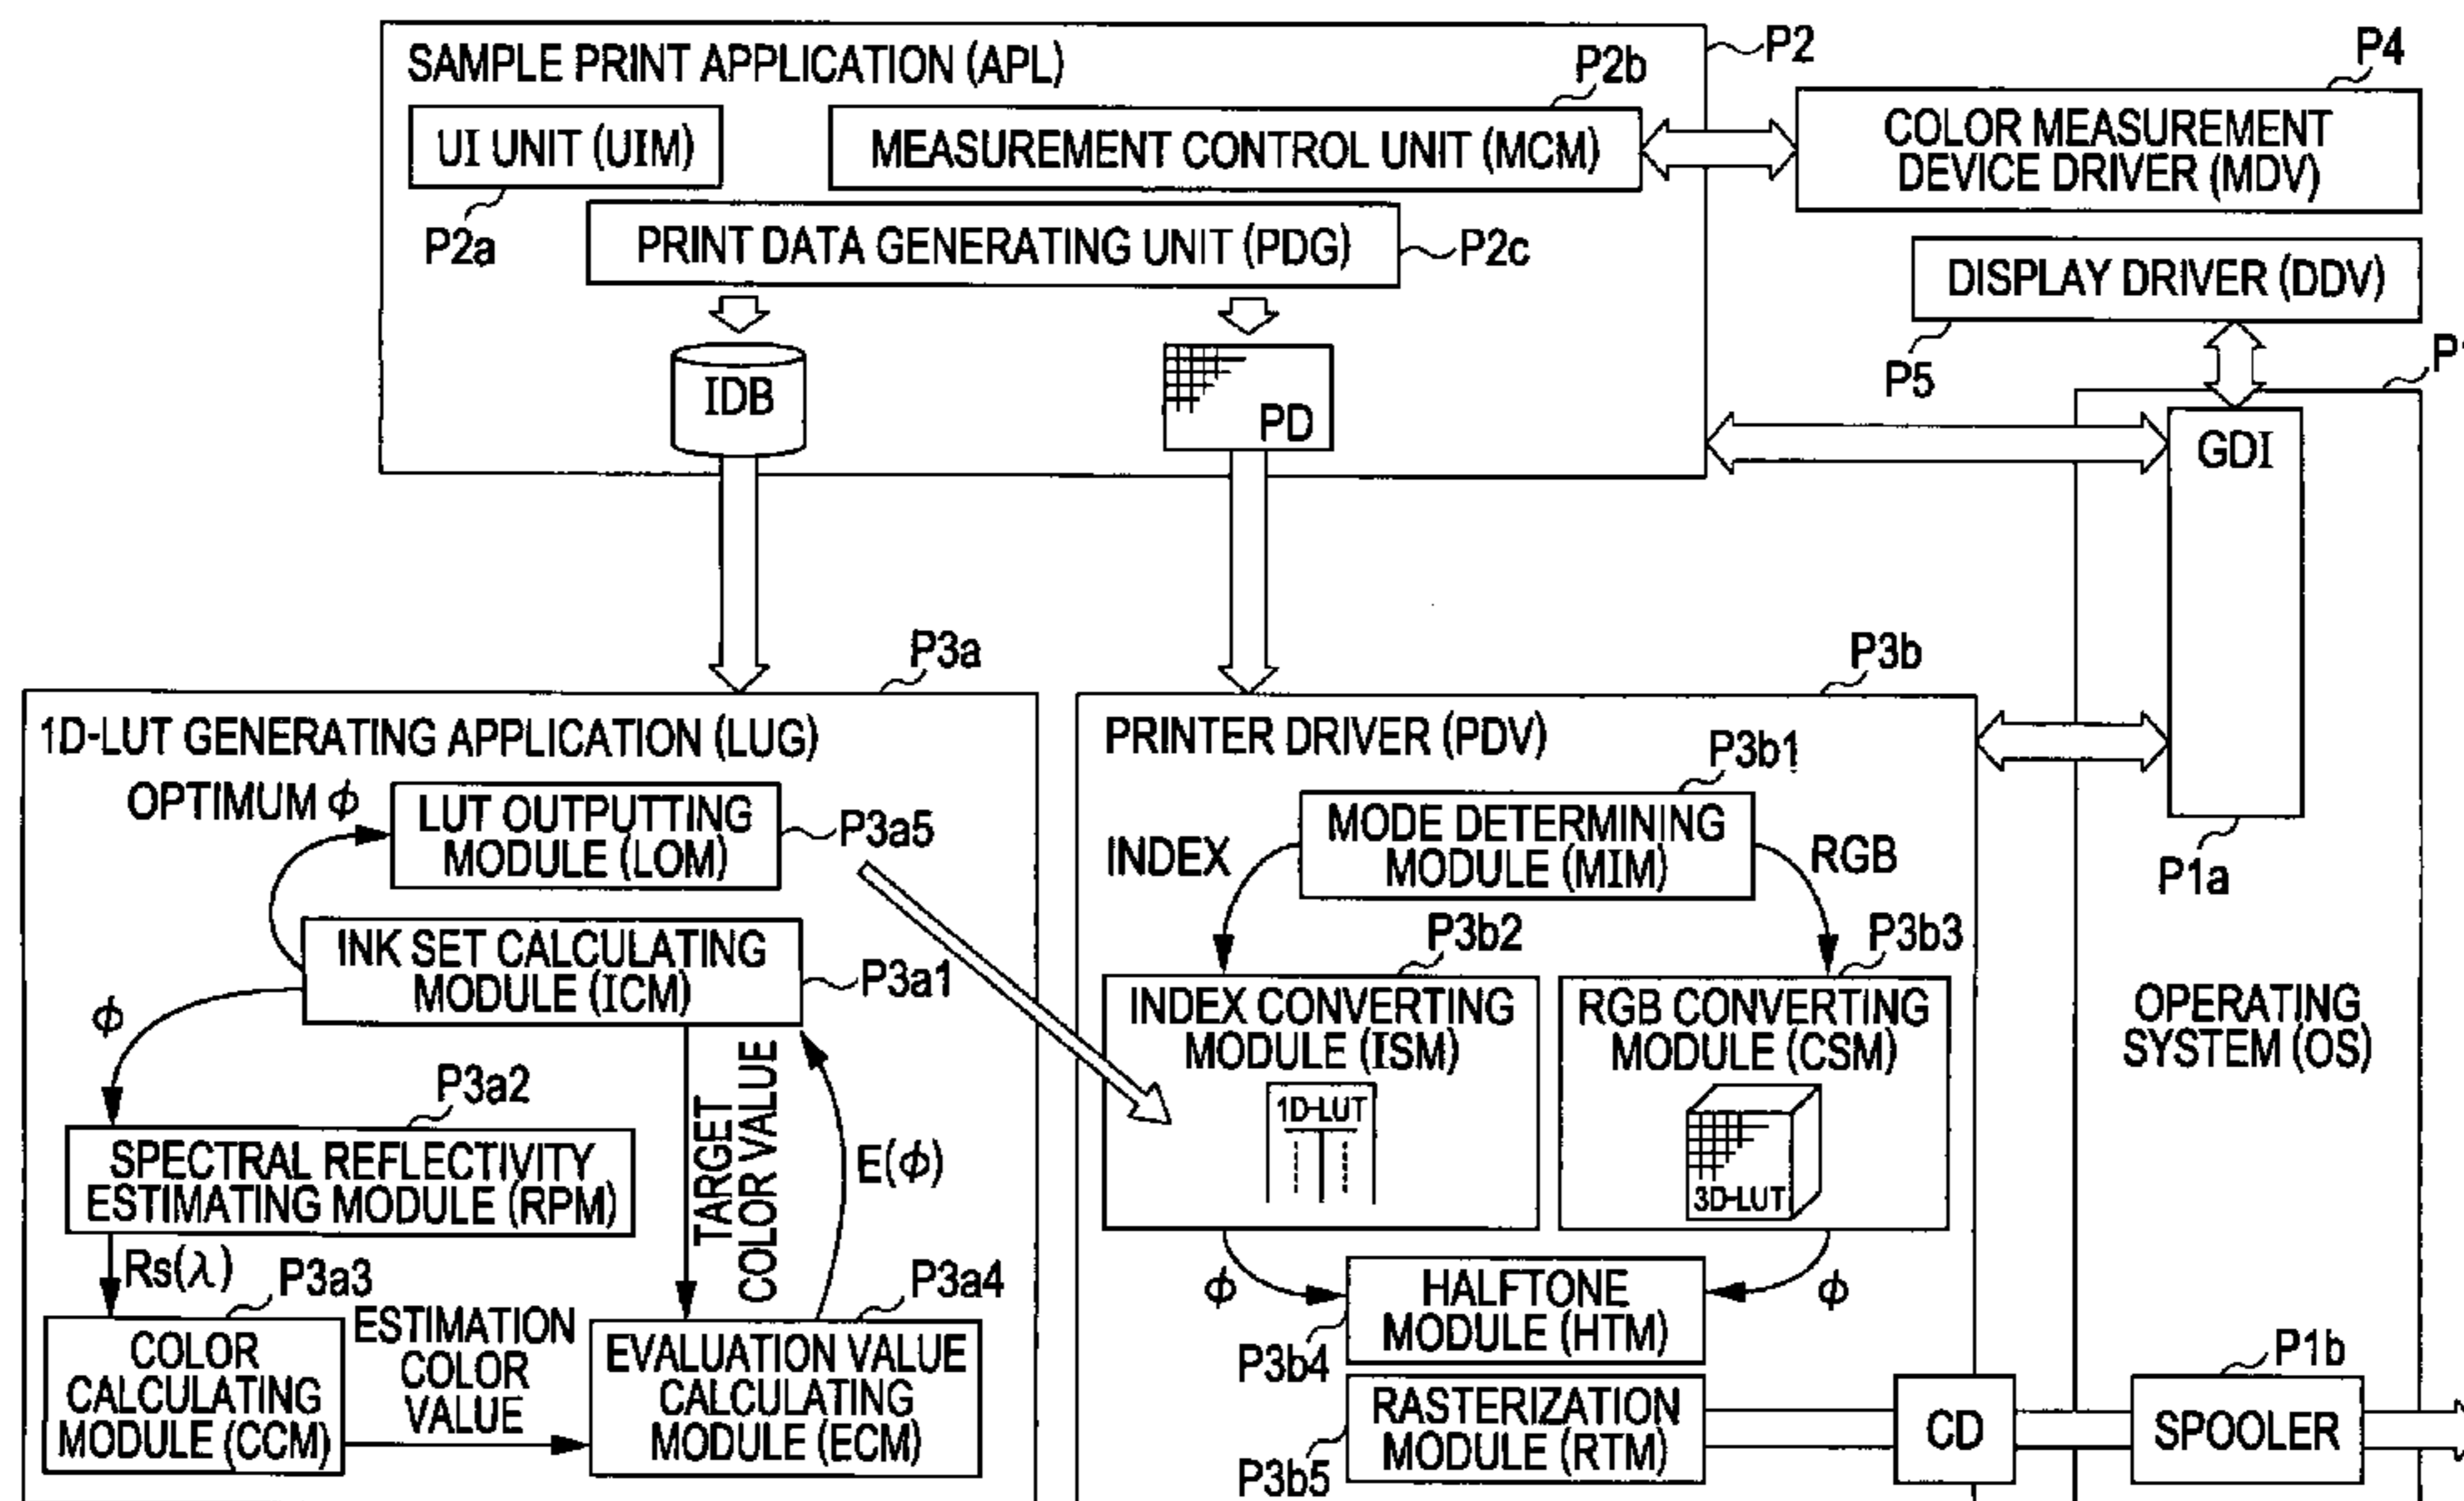 SAMPLE PRINT APPLICATION (APL)
P2
P2b
P4
UI UNIT (UIM)
MEASUREMENT CONTROL UNIT (MCM)
COLOR MEASUREMENT
DEVICE DRIVER (MDV)
P2a
PRINT DATA GENERATING UNIT (PDG)
P2c
DISPLAY DRIVER (DDV)
P5
IDB
PD
GDI
P3a
P3b
1D-LUT GENERATING APPLICATION (LUG)
PRINTER DRIVER (PDV)
P3b1
OPTIMUM ϕ
LUT OUTPUTTING
MODULE (LOM)
P3a5
INDEX
MODE DETERMINING
MODULE (MIM)
RGB
P1a
INK SET CALCULATING
MODULE (ICM)
P3a1
P3b2
P3b3
ϕ
INDEX CONVERTING
MODULE (ISM)
RGB CONVERTING
MODULE (CSM)
OPERATING
SYSTEM (OS)
P3a2
1D-LUT
3D-LUT
SPECTRAL REFLECTIVITY
ESTIMATING MODULE (RPM)
TARGET
COLOR VALUE
E(ϕ)
Rs(λ)
P3a3
P3a4
ϕ
HALFTONE
MODULE (HTM)
ϕ
P3b4
COLOR
CALCULATING
MODULE (CCM)
ESTIMATION
COLOR
VALUE
EVALUATION VALUE
CALCULATING
MODULE (ECM)
RASTERIZATION
MODULE (RTM)
P3b5
CD
SPOOLER
P1b